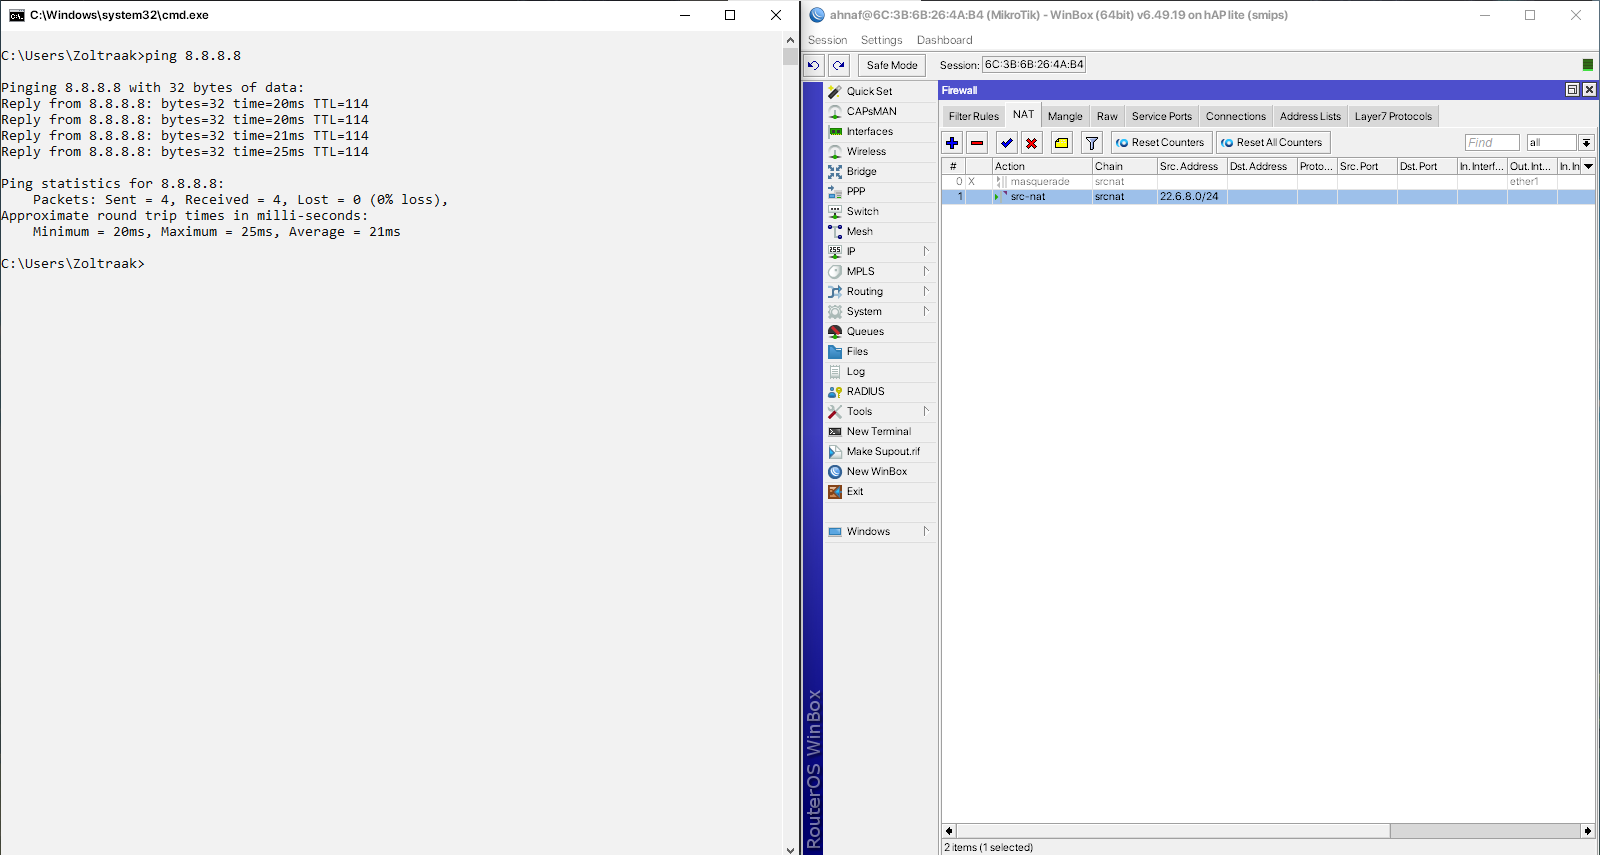 C:\Windows\system32\cmd.exe
C:\Users\Zoltraak>ping 8.8.8.8
Pinging 8.8.8.8 with 32 bytes of data:
Reply from 8.8.8.8: bytes=32 time=20ms TTL=114
Reply from 8.8.8.8: bytes=32 time=20ms TTL=114
Reply from 8.8.8.8: bytes=32 time=21ms TTL=114
Reply from 8.8.8.8: bytes=32 time=25ms TTL=114
Ping statistics for 8.8.8.8:
Packets: Sent = 4, Received = 4, Lost = 0 (0% loss),
Approximate round trip times in milli-seconds:
Minimum = 20ms, Maximum = 25ms, Average = 21ms
C:\Users\Zoltraak>
ahnaf@6C:3B:6B:26:4A:B4 (MikroTik) - WinBox (64bit) v6.49.19 on hAP lite (smips)
Session Settings Dashboard
Safe Mode Session: 6C:3B:6B:26:4A:B4
RouterOS WinBox
Quick Set
CAPsMAN
Interfaces
Wireless
Bridge
PPP
Switch
Mesh
IP
MPLS
Routing
System
Queues
Files
Log
RADIUS
Tools
New Terminal
Make Supout.rif
New WinBox
Exit
Windows
Firewall
Filter Rules NAT Mangle Raw Service Ports Connections Address Lists Layer7 Protocols
Reset Counters Reset All Counters Find all
# Action Chain Src. Address Dst. Address Proto... Src. Port Dst. Port In. Interf... Out. Int... In. In
0 X masquerade srcnat ether1
1 src-nat srcnat 22.6.8.0/24
2 items (1 selected)